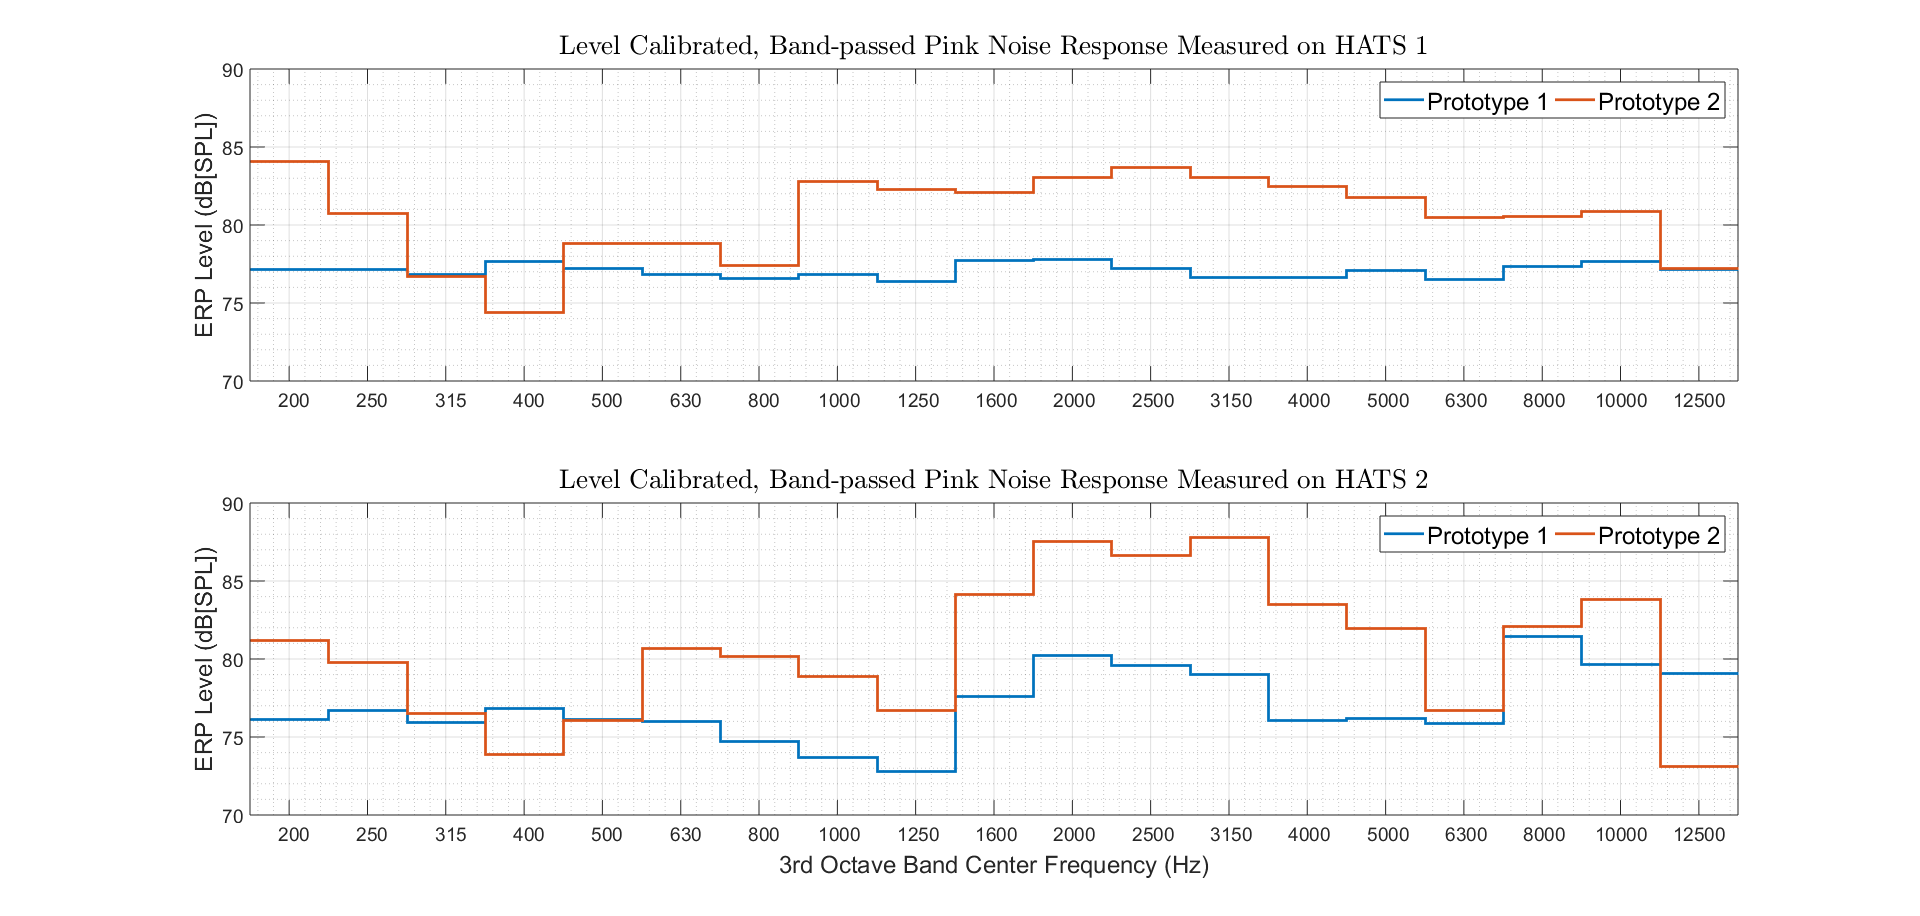 Level Calibrated, Band-passed Pink Noise Response Measured on HATS 1
90
85
80
75
70
ERP Level (dB[SPL])
Prototype 1 Prototype 2
200 250 315 400 500 630 800 1000 1250 1600 2000 2500 3150 4000 5000 6300 8000 10000 12500
Level Calibrated, Band-passed Pink Noise Response Measured on HATS 2
90
85
80
75
70
ERP Level (dB[SPL])
Prototype 1 Prototype 2
200 250 315 400 500 630 800 1000 1250 1600 2000 2500 3150 4000 5000 6300 8000 10000 12500
3rd Octave Band Center Frequency (Hz)